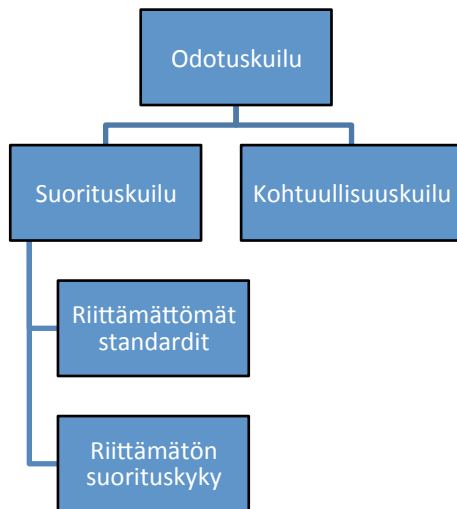 Odotuskuilu
Suorituskuilu
Kohtuullisuuskuilu
Riittämättömät
standardit
Riittämätön
suorituskyky